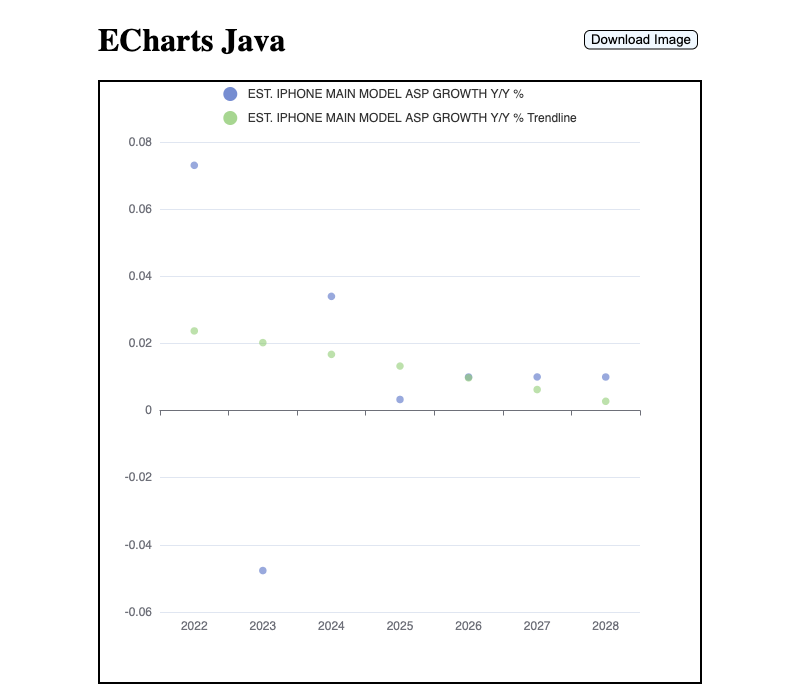 ECharts Java
Download Image
EST. IPHONE MAIN MODEL ASP GROWTH Y/Y %
EST. IPHONE MAIN MODEL ASP GROWTH Y/Y % Trendline
0.08
0.06
0.04
0.02
0
-0.02
-0.04
-0.06
2022 2023 2024 2025 2026 2027 2028